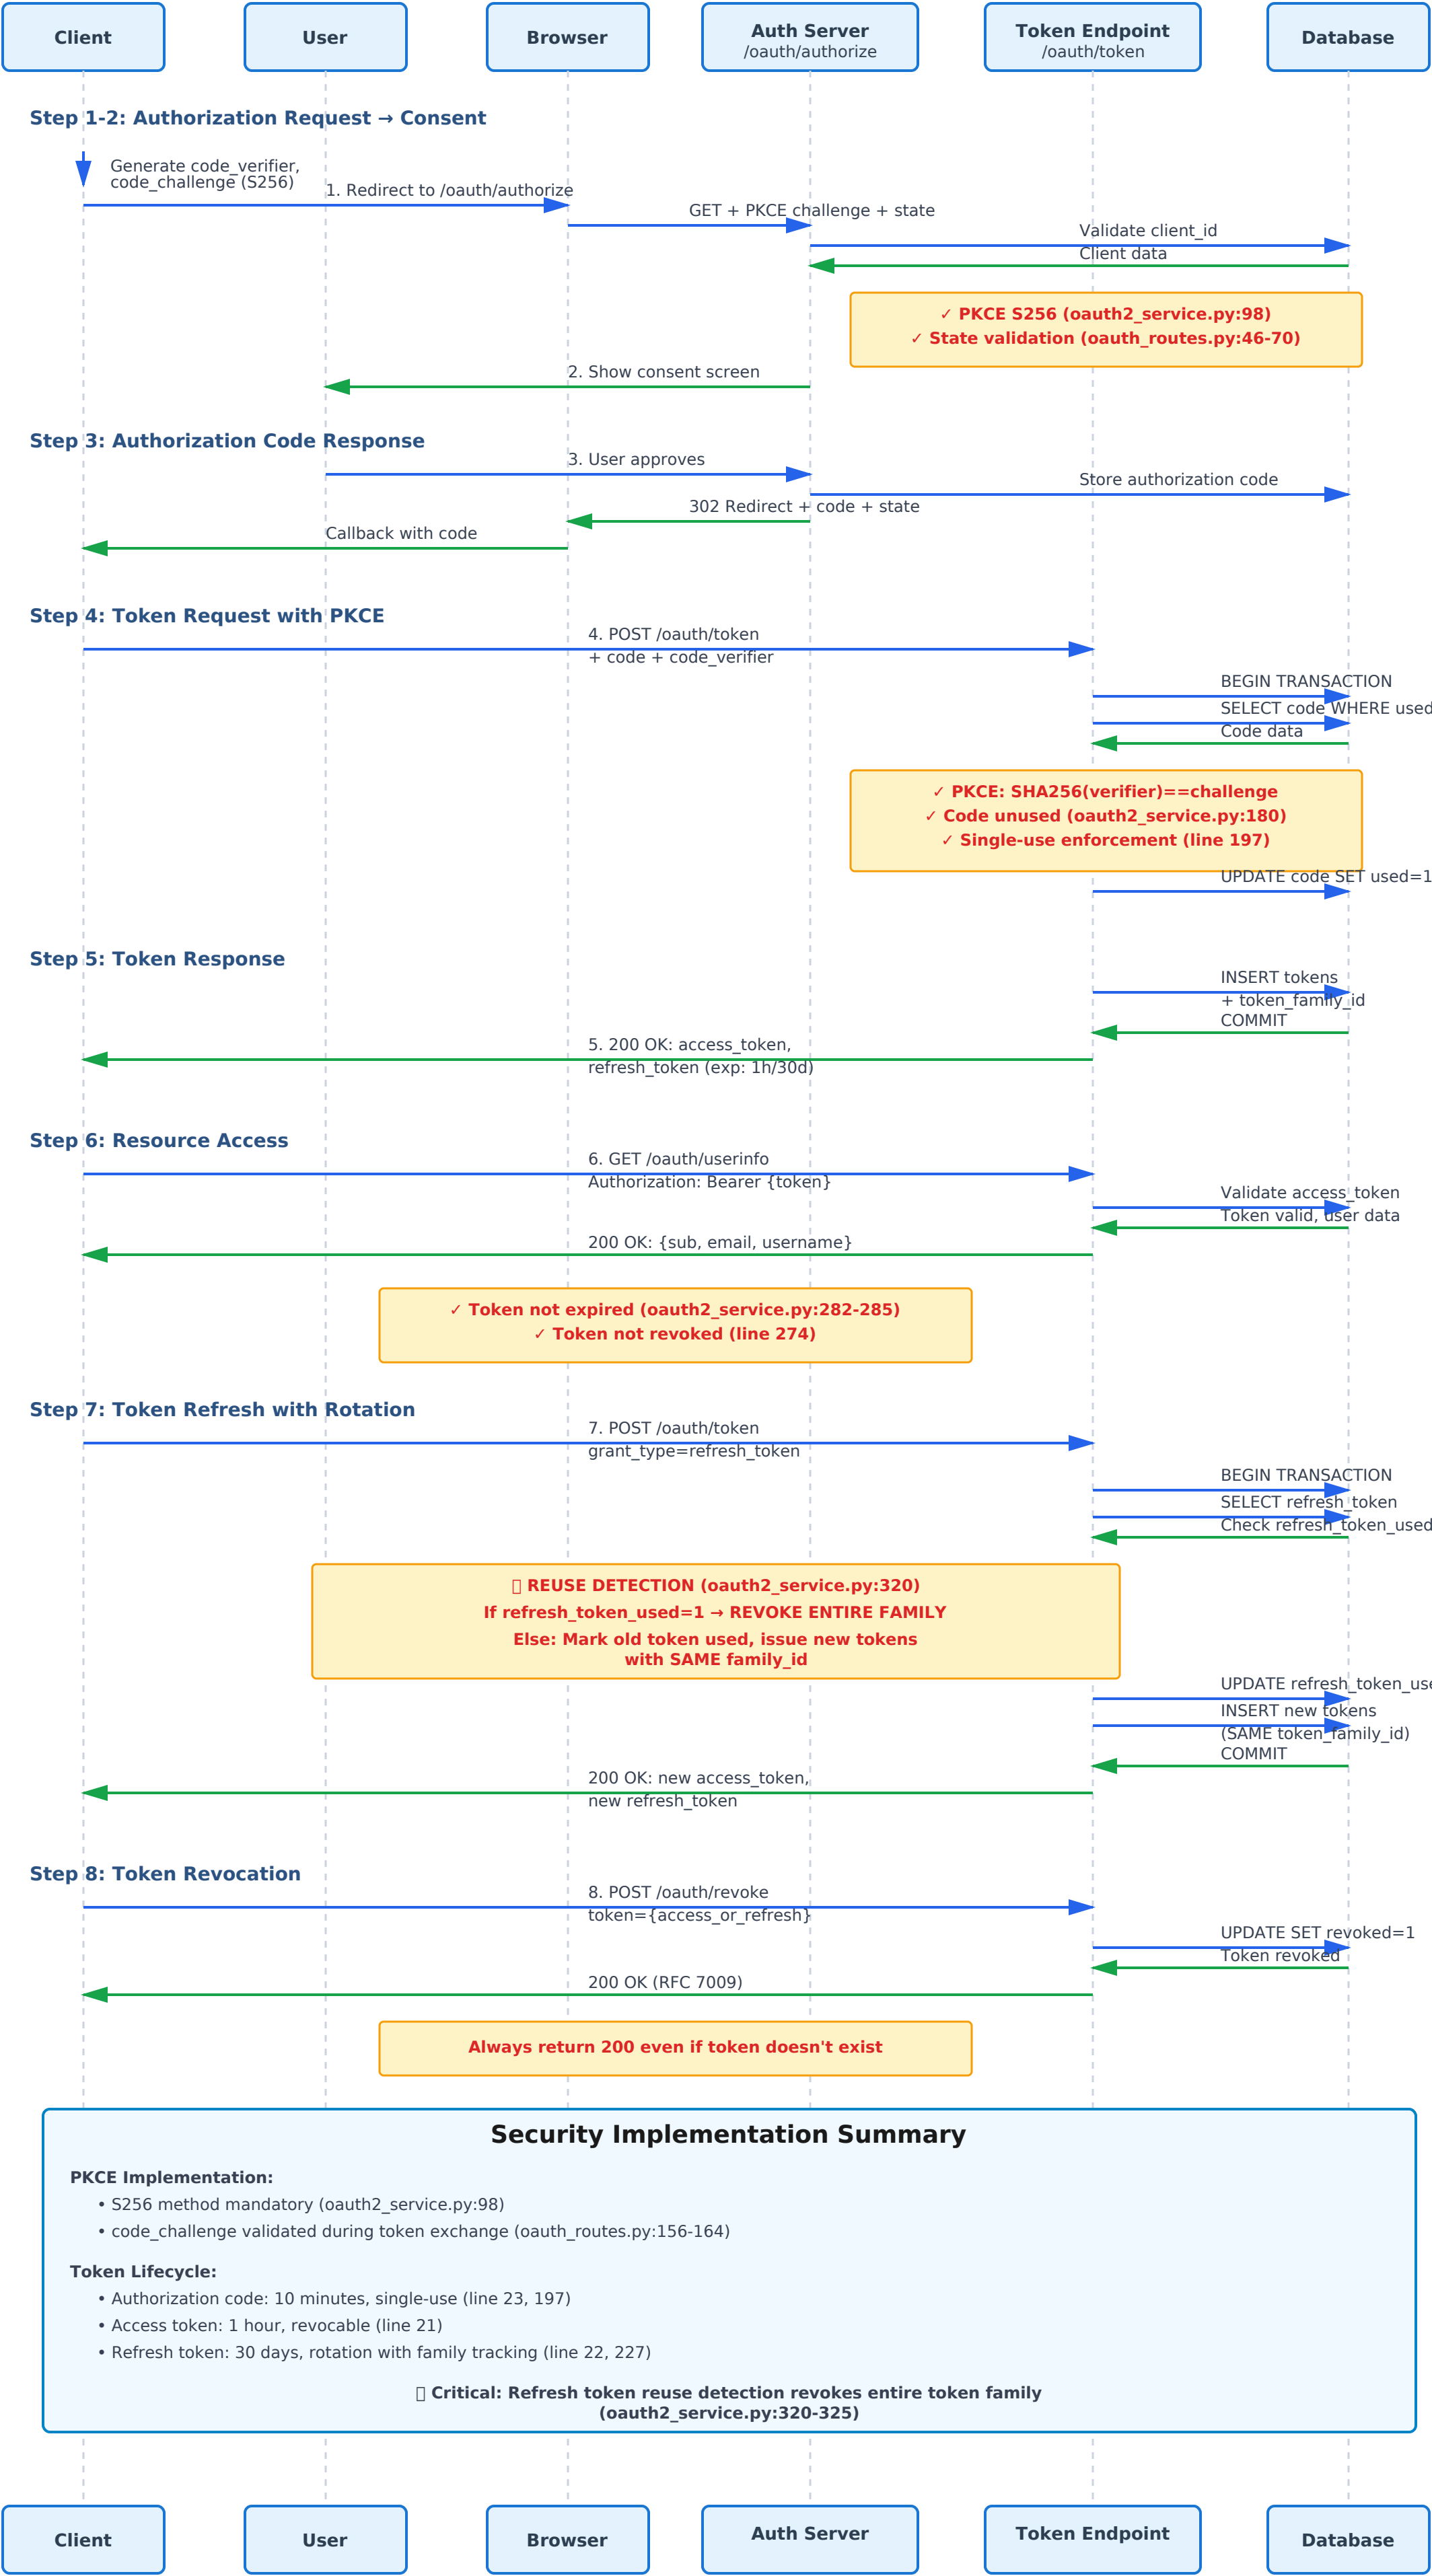 Client
User
Browser
Auth Server
/oauth/authorize
Token Endpoint
/oauth/token
Database
Step 1-2: Authorization Request → Consent
Generate code_verifier,
code_challenge (S256)
1. Redirect to /oauth/authorize
GET + PKCE challenge + state
Validate client_id
Client data
✓ PKCE S256 (oauth2_service.py:98)
✓ State validation (oauth_routes.py:46-70)
2. Show consent screen
Step 3: Authorization Code Response
3. User approves
Store authorization code
302 Redirect + code + state
Callback with code
Step 4: Token Request with PKCE
4. POST /oauth/token
+ code + code_verifier
BEGIN TRANSACTION
SELECT code WHERE used
Code data
✓ PKCE: SHA256(verifier)==challenge
✓ Code unused (oauth2_service.py:180)
✓ Single-use enforcement (line 197)
UPDATE code SET used=1
Step 5: Token Response
INSERT tokens
+ token_family_id
COMMIT
5. 200 OK: access_token,
refresh_token (exp: 1h/30d)
Step 6: Resource Access
6. GET /oauth/userinfo
Authorization: Bearer {token}
Validate access_token
Token valid, user data
200 OK: {sub, email, username}
✓ Token not expired (oauth2_service.py:282-285)
✓ Token not revoked (line 274)
Step 7: Token Refresh with Rotation
7. POST /oauth/token
grant_type=refresh_token
BEGIN TRANSACTION
SELECT refresh_token
Check refresh_token_used
REUSE DETECTION (oauth2_service.py:320)
If refresh_token_used=1 → REVOKE ENTIRE FAMILY
Else: Mark old token used, issue new tokens
with SAME family_id
UPDATE refresh_token_use
INSERT new tokens
(SAME token_family_id)
COMMIT
200 OK: new access_token,
new refresh_token
Step 8: Token Revocation
8. POST /oauth/revoke
token={access_or_refresh}
UPDATE SET revoked=1
Token revoked
200 OK (RFC 7009)
Always return 200 even if token doesn't exist
Security Implementation Summary
PKCE Implementation:
• S256 method mandatory (oauth2_service.py:98)
• code_challenge validated during token exchange (oauth_routes.py:156-164)
Token Lifecycle:
• Authorization code: 10 minutes, single-use (line 23, 197)
• Access token: 1 hour, revocable (line 21)
• Refresh token: 30 days, rotation with family tracking (line 22, 227)
Critical: Refresh token reuse detection revokes entire token family
(oauth2_service.py:320-325)
Client
User
Browser
Auth Server
Token Endpoint
Database